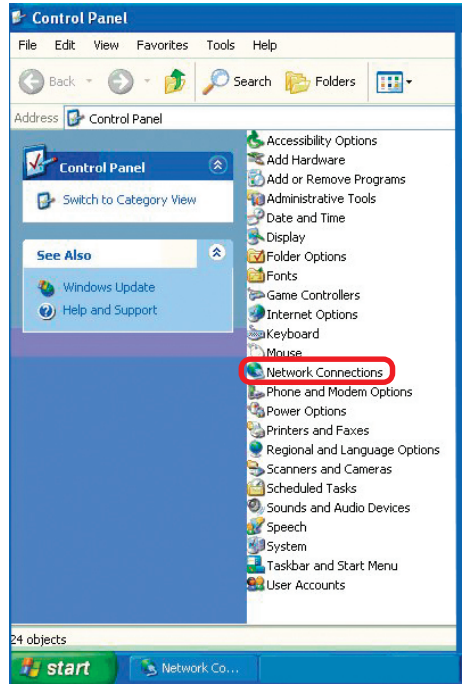 Control Panel
File Edit View Favorites Tools Help
Back Search Folders
Address Control Panel
Control Panel
Switch to Category View
See Also
Windows Update
Help and Support
Accessibility Options
Add Hardware
Add or Remove Programs
Administrative Tools
Date and Time
Display
Folder Options
Fonts
Game Controllers
Internet Options
Keyboard
Mouse
Network Connections
Phone and Modem Options
Power Options
Printers and Faxes
Regional and Language Options
Scanners and Cameras
Scheduled Tasks
Sounds and Audio Devices
Speech
System
Taskbar and Start Menu
User Accounts
24 objects
start Network Co...